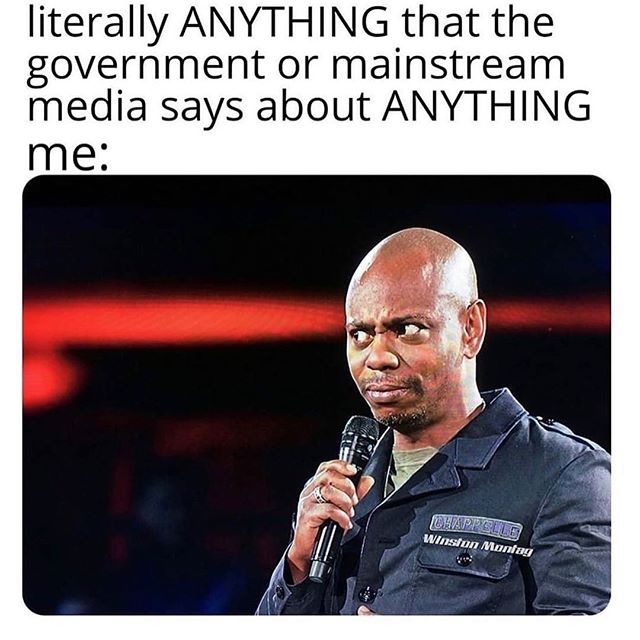 literally ANYTHING that the
government or mainstream
media says about ANYTHING
me:
CHAPPELLE
Winston Montag